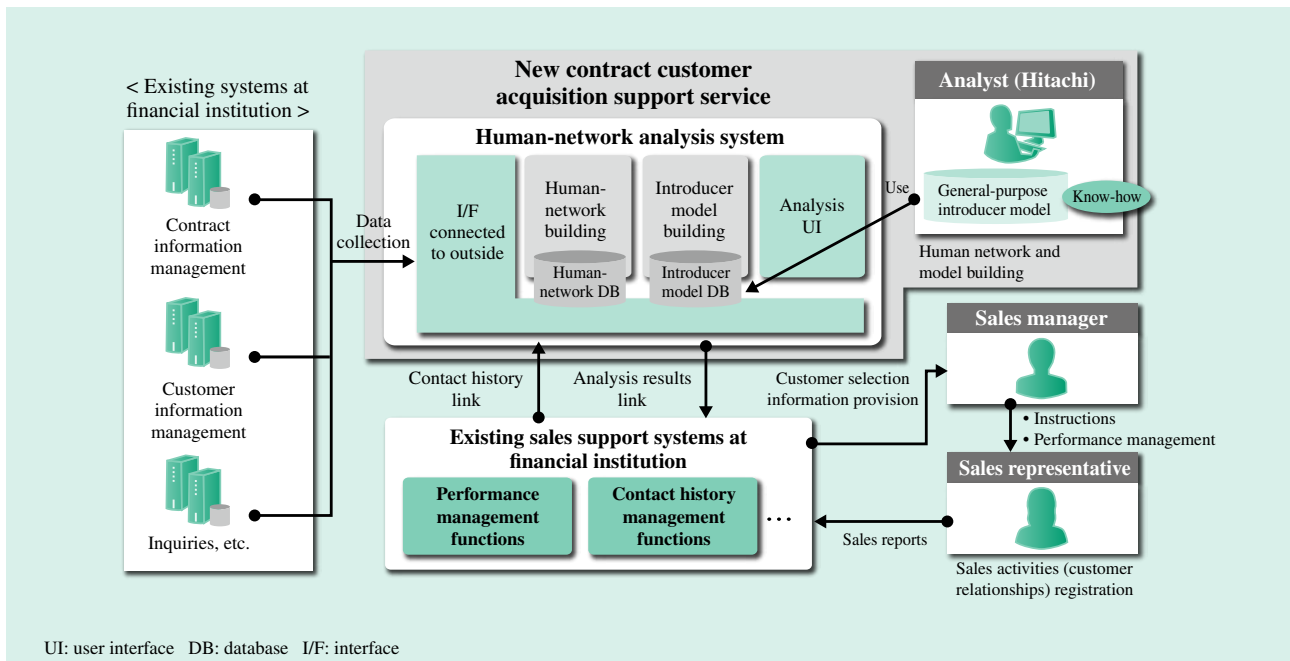 < Existing systems at
financial institution >
Contract
information
management
Customer
information
management
Inquiries, etc.
Data
collection
New contract customer
acquisition support service
Human-network analysis system
I/F
connected
to outside
Human-
network
building
Human-
network DB
Introducer
model
building
Introducer
model DB
Analysis
UI
Use
Analyst (Hitachi)
General-purpose
introducer model
Know-how
Human network and
model building
Contact history
link
Analysis results
link
Customer selection
information provision
Sales manager
• Instructions
• Performance management
Sales representative
Sales reports
Sales activities (customer
relationships) registration
Existing sales support systems at
financial institution
Performance
management
functions
Contact history
management
functions
...
UI: user interface DB: database I/F: interface